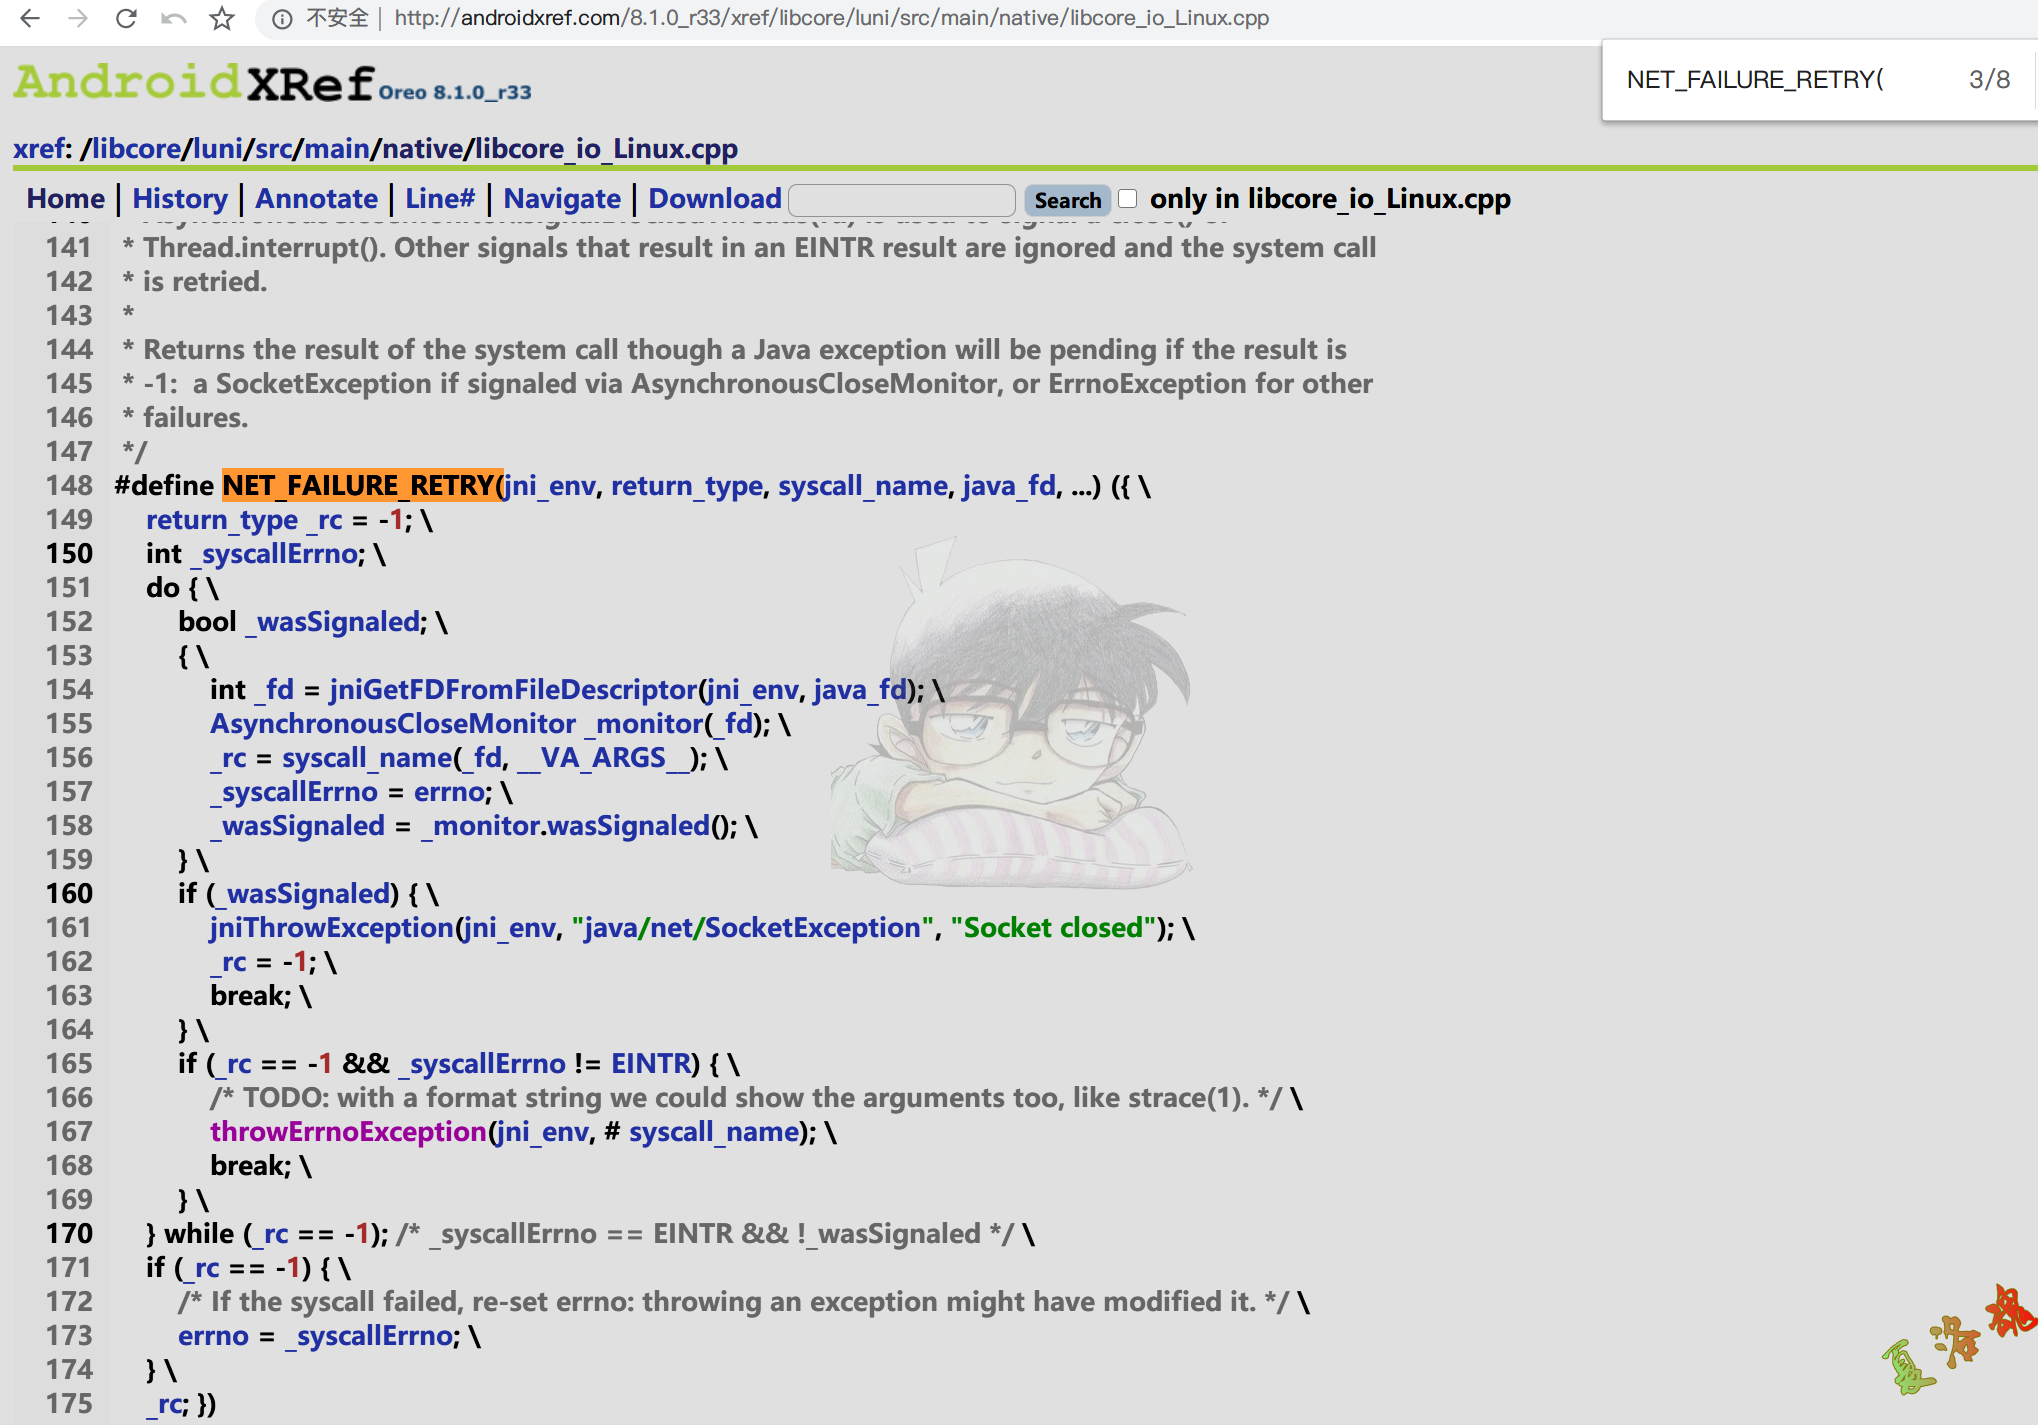 不安全 | http://androidxref.com/8.1.0_r33/xref/libcore/luni/src/main/native/libcore_io_Linux.cpp
NET_FAILURE_RETRY( 3/8
AndroidXRef Oreo 8.1.0_r33
xref: /libcore/luni/src/main/native/libcore_io_Linux.cpp
Home | History | Annotate | Line# | Navigate | Download Search only in libcore_io_Linux.cpp
141 * Thread.interrupt(). Other signals that result in an EINTR result are ignored and the system call
142 * is retried.
143 *
144 * Returns the result of the system call though a Java exception will be pending if the result is
145 * -1:  a SocketException if signaled via AsynchronousCloseMonitor, or ErrnoException for other
146 * failures.
147 */
148 #define NET_FAILURE_RETRY(jni_env, return_type, syscall_name, java_fd, ...) ({ \
149 return_type _rc = -1; \
150 int _syscallErrno; \
151 do { \
152 bool _wasSignaled; \
153 { \
154 int _fd = jniGetFDFromFileDescriptor(jni_env, java_fd); \
155 AsynchronousCloseMonitor _monitor(_fd); \
156 _rc = syscall_name(_fd, __VA_ARGS__); \
157 _syscallErrno = errno; \
158 _wasSignaled = _monitor.wasSignaled(); \
159 } \
160 if (_wasSignaled) { \
161 jniThrowException(jni_env, "java/net/SocketException", "Socket closed"); \
162 _rc = -1; \
163 break; \
164 } \
165 if (_rc == -1 && _syscallErrno != EINTR) { \
166 /* TODO: with a format string we could show the arguments too, like strace(1). */ \
167 throwErrnoException(jni_env, # syscall_name); \
168 break; \
169 } \
170 } while (_rc == -1); /* _syscallErrno == EINTR && !_wasSignaled */ \
171 if (_rc == -1) { \
172 /* If the syscall failed, re-set errno: throwing an exception might have modified it. */ \
173 errno = _syscallErrno; \
174 } \
175 _rc; })
夏洛魂